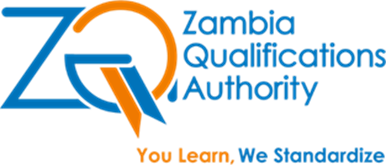 ZQ
Zambia
Qualifications
Authority
You Learn, We Standardize